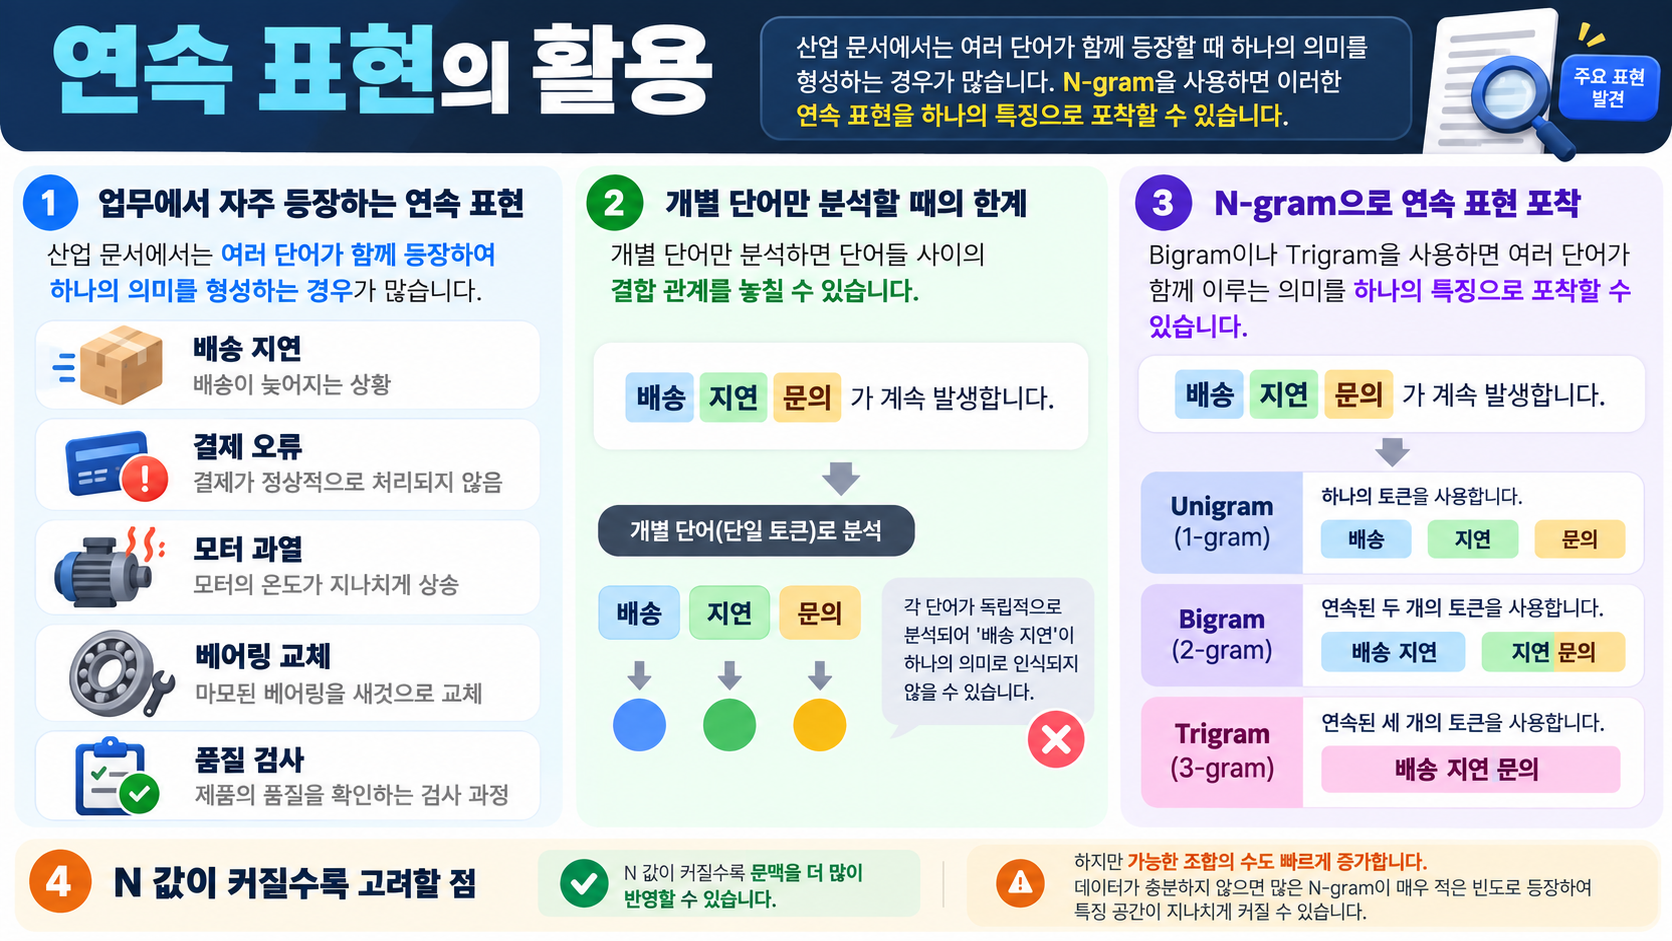 연속 표현의 활용
산업 문서에서는 여러 단어가 함께 등장할 때 하나의 의미를
형성하는 경우가 많습니다. N-gram을 사용하면 이러한
연속 표현을 하나의 특징으로 포착할 수 있습니다.
주요 표현
발견
1 업무에서 자주 등장하는 연속 표현
산업 문서에서는 여러 단어가 함께 등장하여
하나의 의미를 형성하는 경우가 많습니다.
배송 지연
배송이 늦어지는 상황
결제 오류
결제가 정상적으로 처리되지 않음
모터 과열
모터의 온도가 지나치게 상승
베어링 교체
마모된 베어링을 새것으로 교체
품질 검사
제품의 품질을 확인하는 검사 과정
2 개별 단어만 분석할 때의 한계
개별 단어만 분석하면 단어들 사이의
결합 관계를 놓칠 수 있습니다.
배송 지연 문의 가 계속 발생합니다.
개별 단어(단일 토큰)로 분석
배송 지연 문의
각 단어가 독립적으로
분석되어 '배송 지연'이
하나의 의미로 인식되지
않을 수 있습니다.
3 N-gram으로 연속 표현 포착
Bigram이나 Trigram을 사용하면 여러 단어가
함께 이루는 의미를 하나의 특징으로 포착할 수
있습니다.
배송 지연 문의 가 계속 발생합니다.
Unigram
(1-gram)
하나의 토큰을 사용합니다.
배송 지연 문의
Bigram
(2-gram)
연속된 두 개의 토큰을 사용합니다.
배송 지연 지연 문의
Trigram
(3-gram)
연속된 세 개의 토큰을 사용합니다.
배송 지연 문의
4 N 값이 커질수록 고려할 점
N 값이 커질수록 문맥을 더 많이
반영할 수 있습니다.
하지만 가능한 조합의 수도 빠르게 증가합니다.
데이터가 충분하지 않으면 많은 N-gram이 매우 적은 빈도로 등장하여
특징 공간이 지나치게 커질 수 있습니다.